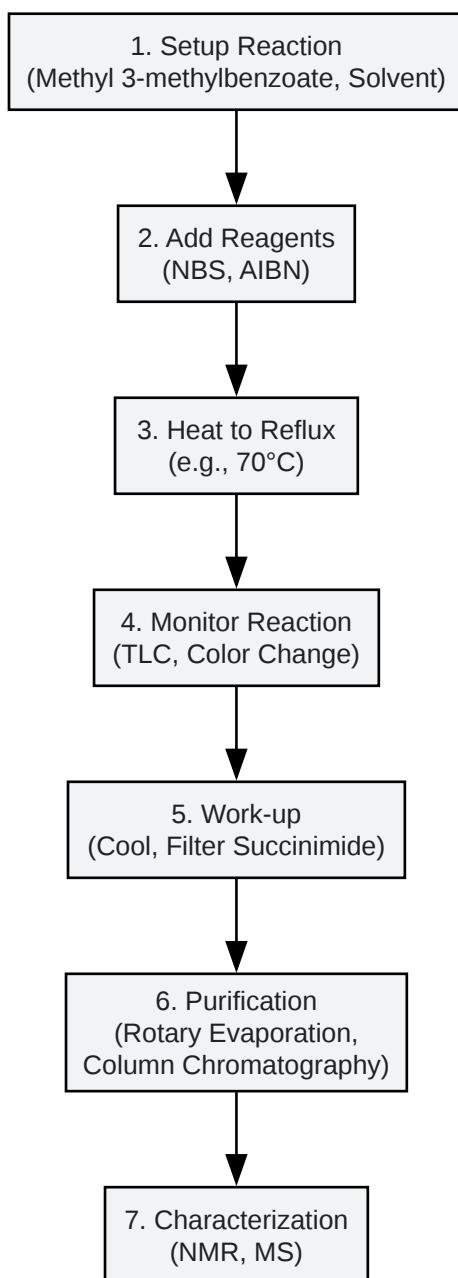 1. Setup Reaction
(Methyl 3-methylbenzoate, Solvent)
2. Add Reagents
(NBS, AIBN)
3. Heat to Reflux
(e.g., 70°C)
4. Monitor Reaction
(TLC, Color Change)
5. Work-up
(Cool, Filter Succinimide)
6. Purification
(Rotary Evaporation,
Column Chromatography)
7. Characterization
(NMR, MS)